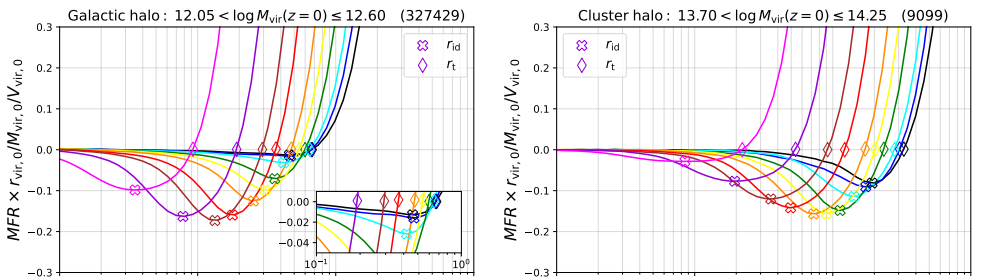 Galactic halo : 12.05 < log M_vir(z = 0) ≤ 12.60 (327429)
0.3
0.2
0.1
0.0
−0.1
−0.2
−0.3
MFR × r_vir, 0/M_vir, 0/V_vir, 0
r_id
r_t
0.00
−0.02
−0.04
10^−1
10^0
Cluster halo : 13.70 < log M_vir(z = 0) ≤ 14.25 (9099)
0.3
0.2
0.1
0.0
−0.1
−0.2
−0.3
MFR × r_vir, 0/M_vir, 0/V_vir, 0
r_id
r_t